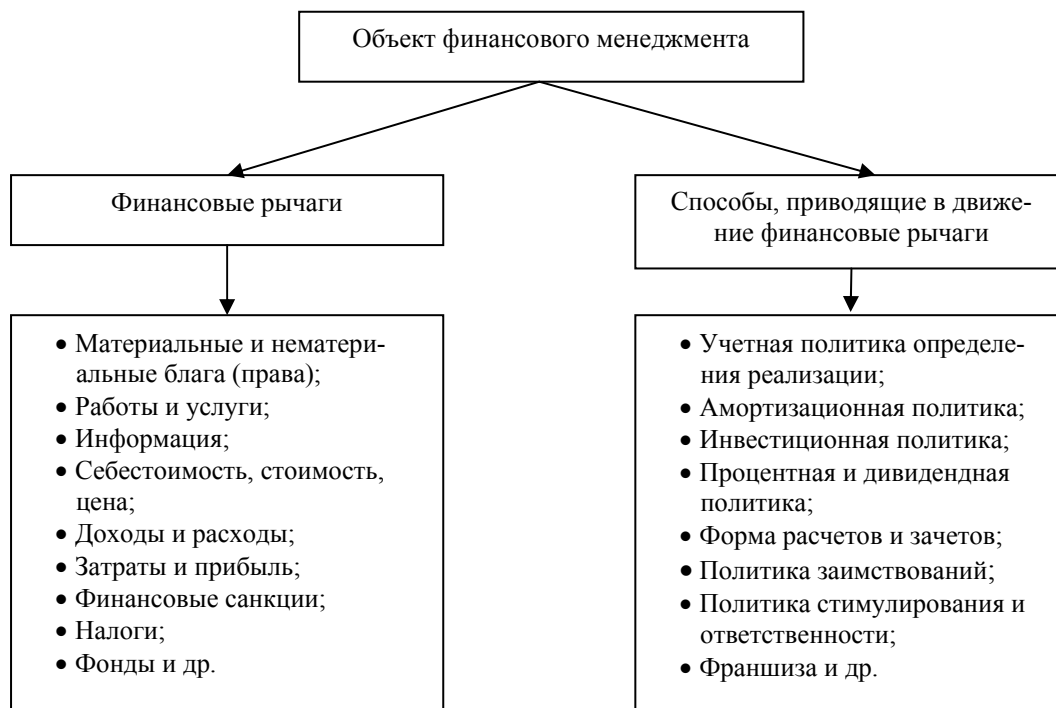 Объект финансового менеджмента
Финансовые рычаги
Способы, приводящие в движе-
ние финансовые рычаги
• Материальные и нематери-
альные блага (права);
• Работы и услуги;
• Информация;
• Себестоимость, стоимость,
цена;
• Доходы и расходы;
• Затраты и прибыль;
• Финансовые санкции;
• Налоги;
• Фонды и др.
• Учетная политика определе-
ния реализации;
• Амортизационная политика;
• Инвестиционная политика;
• Процентная и дивидендная
политика;
• Форма расчетов и зачетов;
• Политика заимствований;
• Политика стимулирования и
ответственности;
• Франшиза и др.